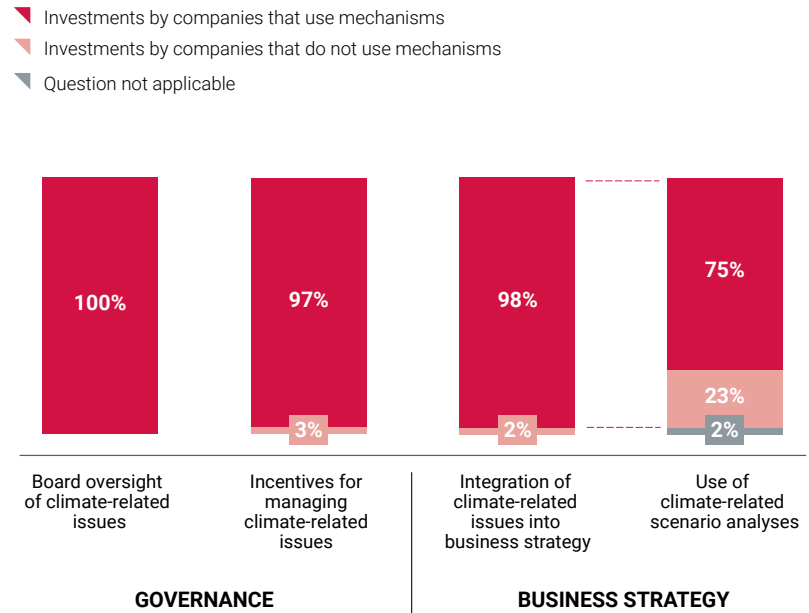 Investments by companies that use mechanisms
Investments by companies that do not use mechanisms
Question not applicable
100%
97%
3%
98%
2%
75%
23%
2%
Board oversight
of climate-related
issues
Incentives for
managing
climate-related
issues
Integration of
climate-related
issues into
business strategy
Use of
climate-related
scenario analyses
GOVERNANCE
BUSINESS STRATEGY